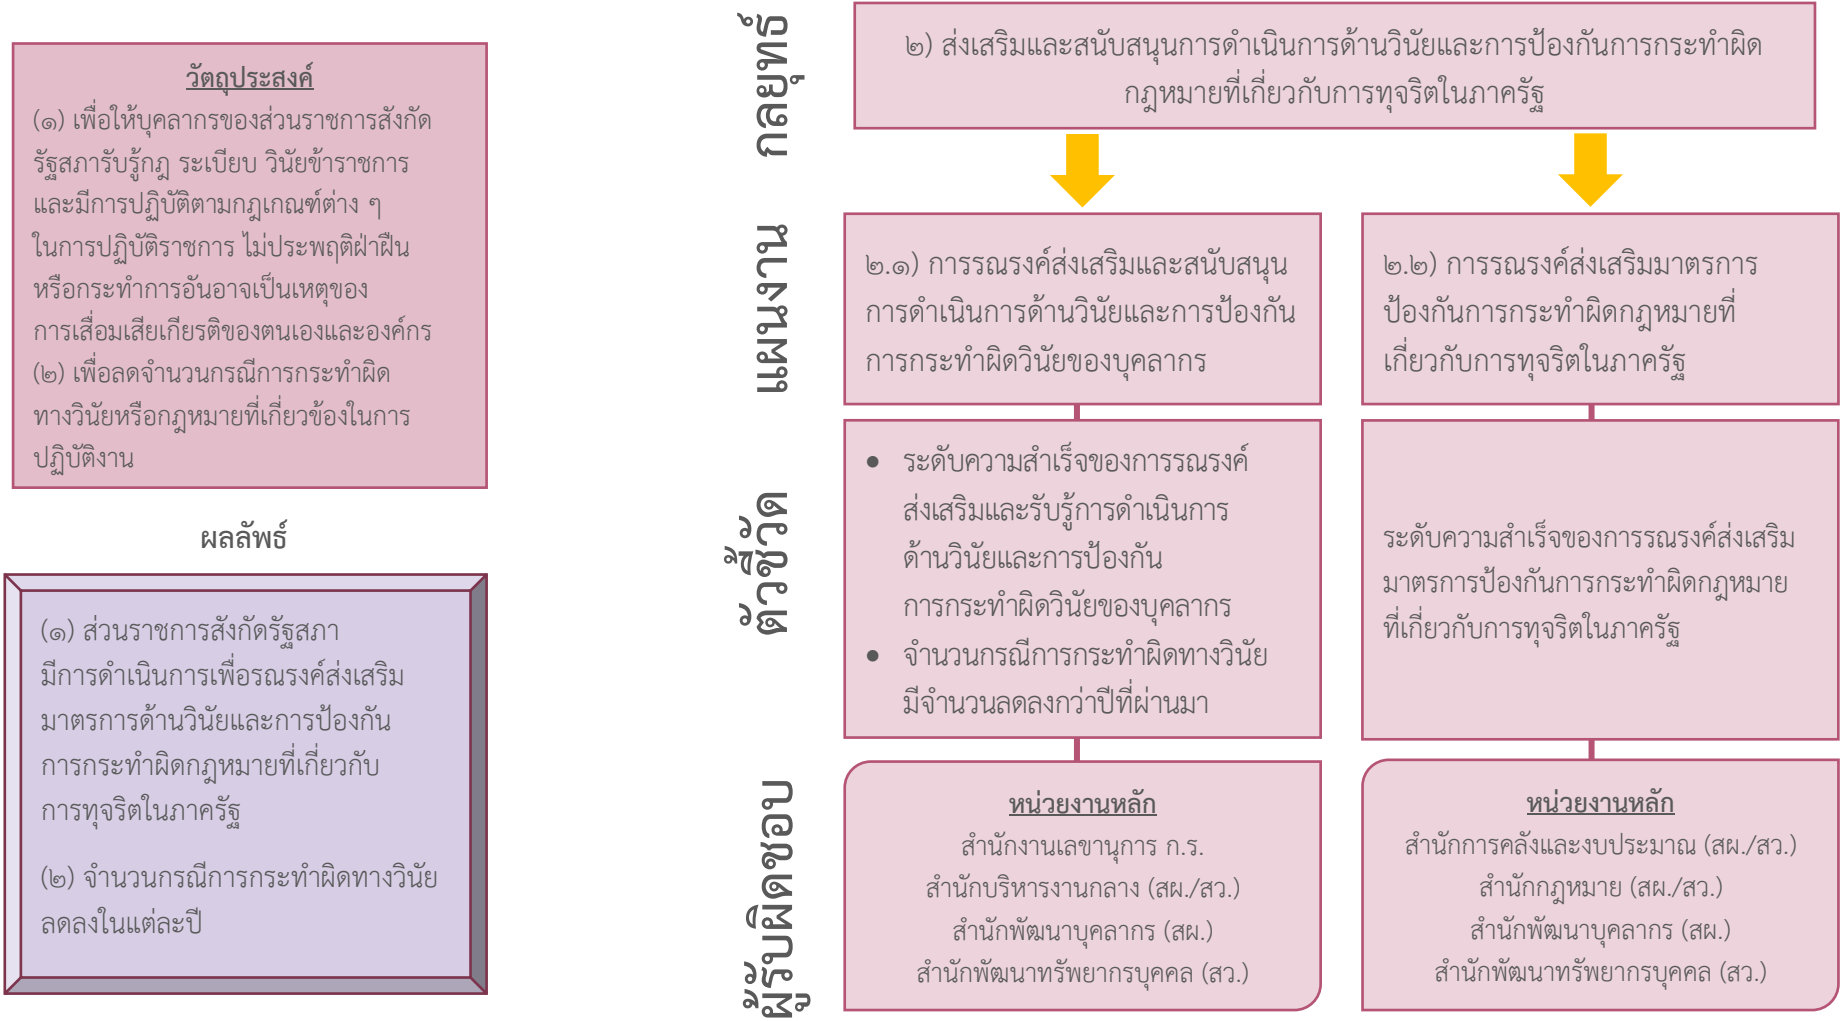 วัตถุประสงค์
(๑) เพื่อให้บุคลากรของส่วนราชการสังกัด
รัฐสภารับรู้กฎ ระเบียบ วินัยข้าราชการ
และมีการปฏิบัติตามกฎเกณฑ์ต่าง ๆ
ในการปฏิบัติราชการ ไม่ประพฤติฝ่าฝืน
หรือกระทำการอันอาจเป็นเหตุของ
การเสื่อมเสียเกียรติของตนเองและองค์กร
(๒) เพื่อลดจำนวนกรณีการกระทำผิด
ทางวินัยหรือกฎหมายที่เกี่ยวข้องในการ
ปฏิบัติงาน
ผลลัพธ์
(๑) ส่วนราชการสังกัดรัฐสภา
มีการดำเนินการเพื่อรณรงค์ส่งเสริม
มาตรการด้านวินัยและการป้องกัน
การกระทำผิดกฎหมายที่เกี่ยวกับ
การทุจริตในภาครัฐ
(๒) จำนวนกรณีการกระทำผิดทางวินัย
ลดลงในแต่ละปี
กลยุทธ์
๒) ส่งเสริมและสนับสนุนการดำเนินการด้านวินัยและการป้องกันการกระทำผิด
กฎหมายที่เกี่ยวกับการทุจริตในภาครัฐ
แผนงาน
๒.๑) การรณรงค์ส่งเสริมและสนับสนุน
การดำเนินการด้านวินัยและการป้องกัน
การกระทำผิดวินัยของบุคลากร
๒.๒) การรณรงค์ส่งเสริมมาตรการ
ป้องกันการกระทำผิดกฎหมายที่
เกี่ยวกับการทุจริตในภาครัฐ
ตัวชี้วัด
• ระดับความสำเร็จของการรณรงค์
ส่งเสริมและรับรู้การดำเนินการ
ด้านวินัยและการป้องกัน
การกระทำผิดวินัยของบุคลากร
• จำนวนกรณีการกระทำผิดทางวินัย
มีจำนวนลดลงกว่าปีที่ผ่านมา
ระดับความสำเร็จของการรณรงค์ส่งเสริม
มาตรการป้องกันการกระทำผิดกฎหมาย
ที่เกี่ยวกับการทุจริตในภาครัฐ
ผู้รับผิดชอบ
หน่วยงานหลัก
สำนักงานเลขานุการ ก.ร.
สำนักบริหารงานกลาง (สผ./สว.)
สำนักพัฒนาบุคลากร (สผ.)
สำนักพัฒนาทรัพยากรบุคคล (สว.)
หน่วยงานหลัก
สำนักการคลังและงบประมาณ (สผ./สว.)
สำนักกฎหมาย (สผ./สว.)
สำนักพัฒนาบุคลากร (สผ.)
สำนักพัฒนาทรัพยากรบุคคล (สว.)